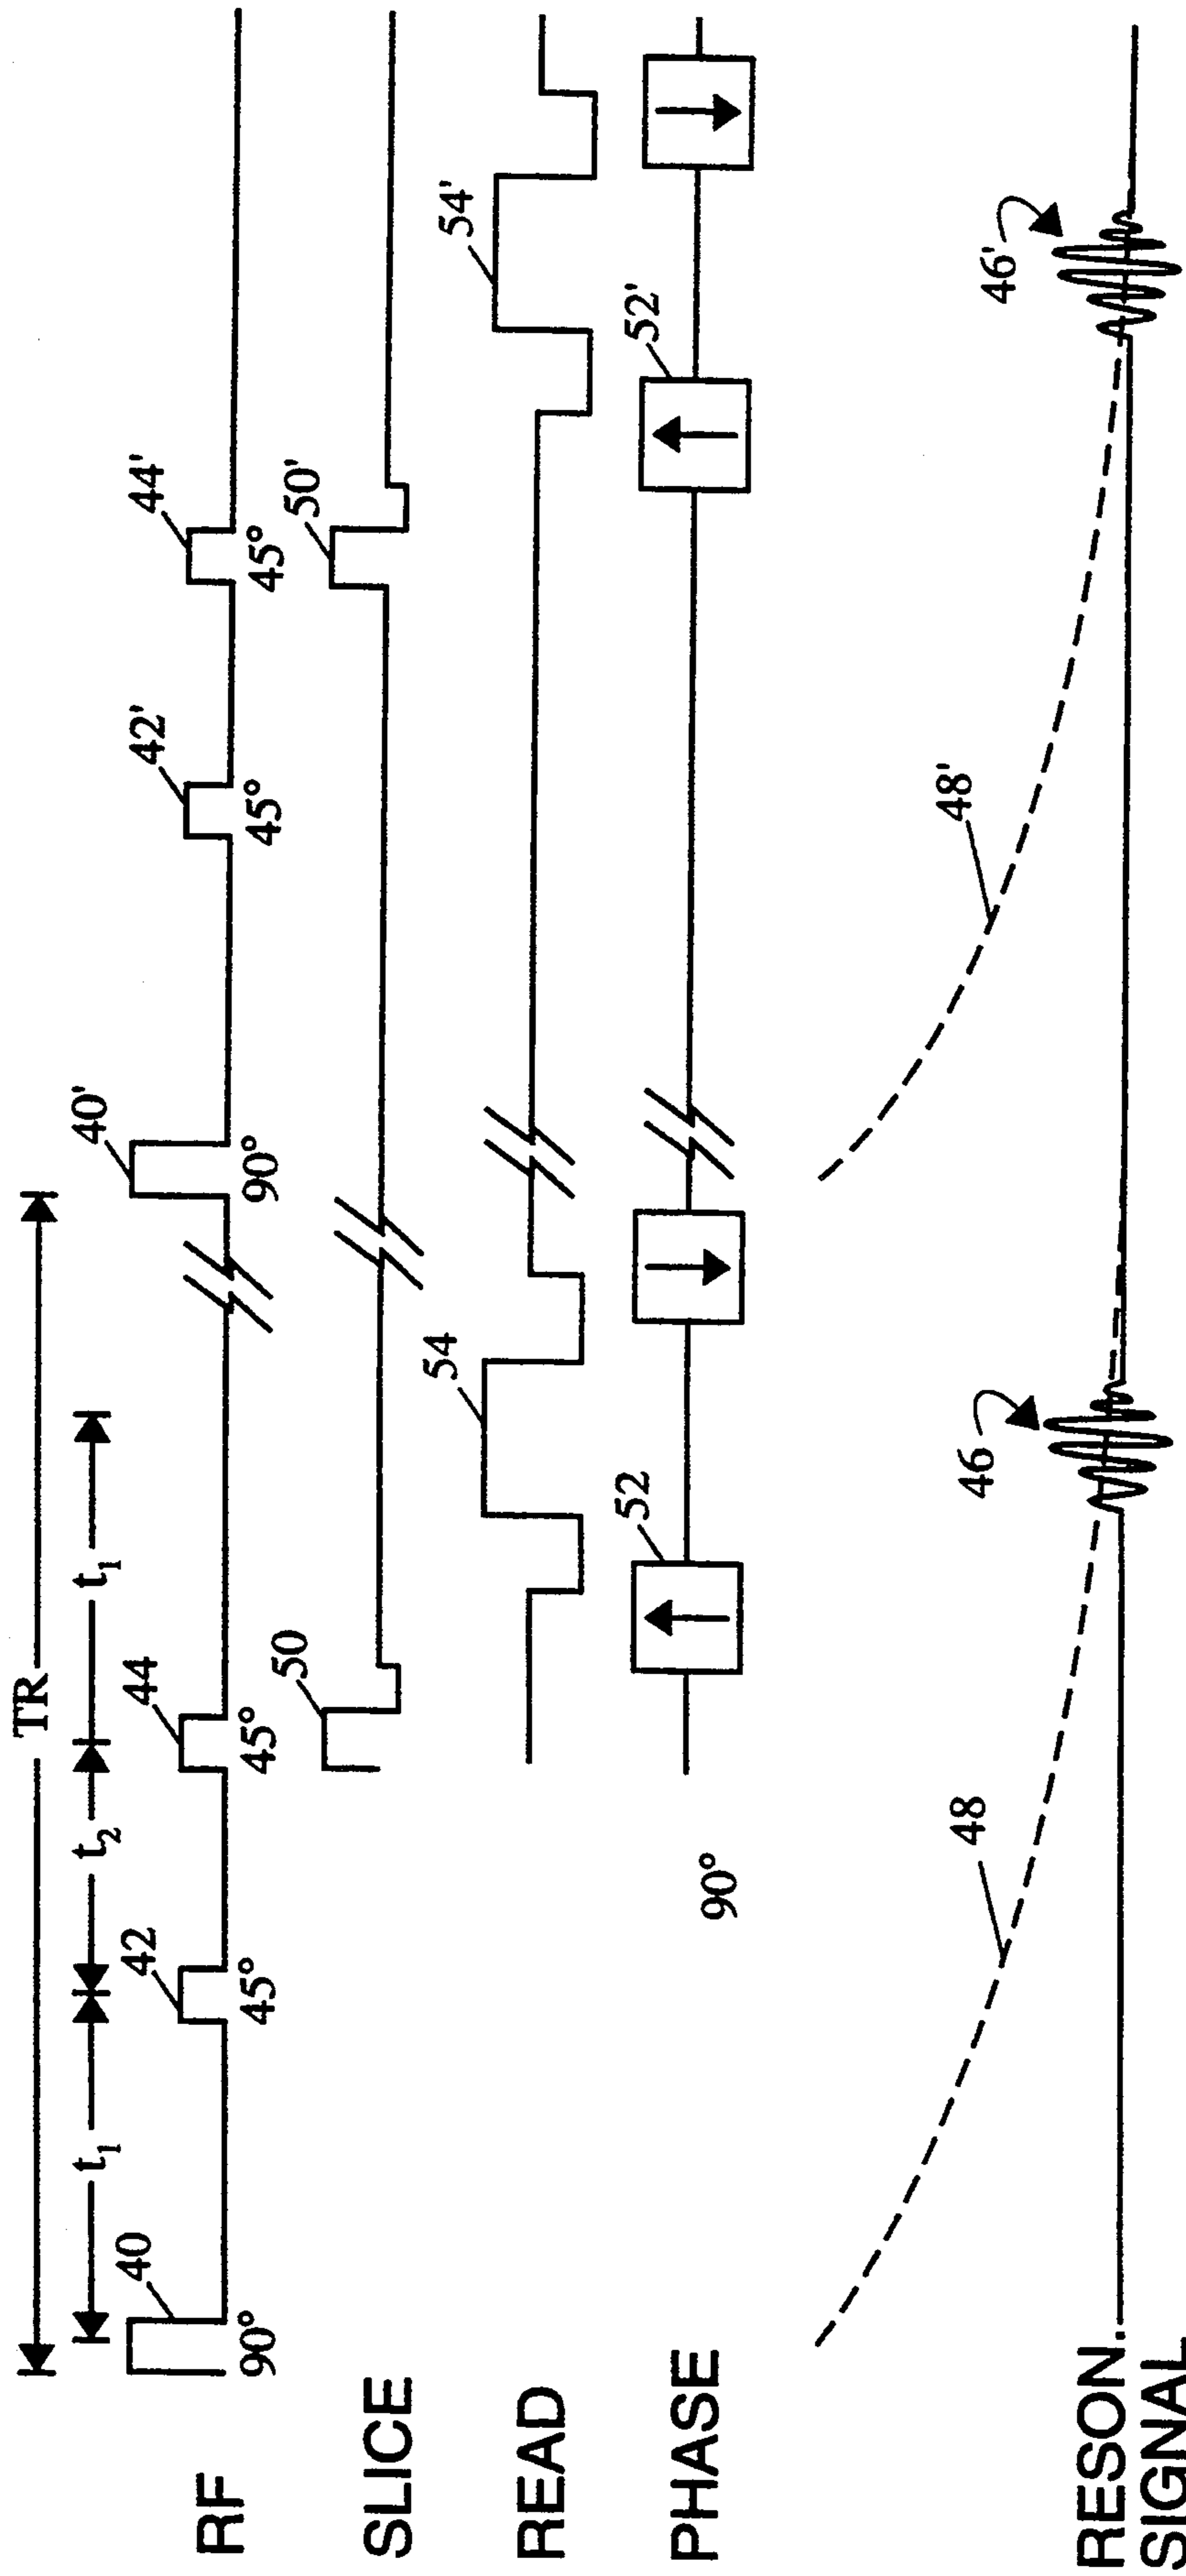 TR
t1 t2 t1
40 42 44 40' 42' 44'
RF
90° 45° 45° 90° 45° 45°
50 50'
SLICE
54 54'
READ
52 52'
PHASE
90°
48 46 48' 46'
RESON.
SIGNAL